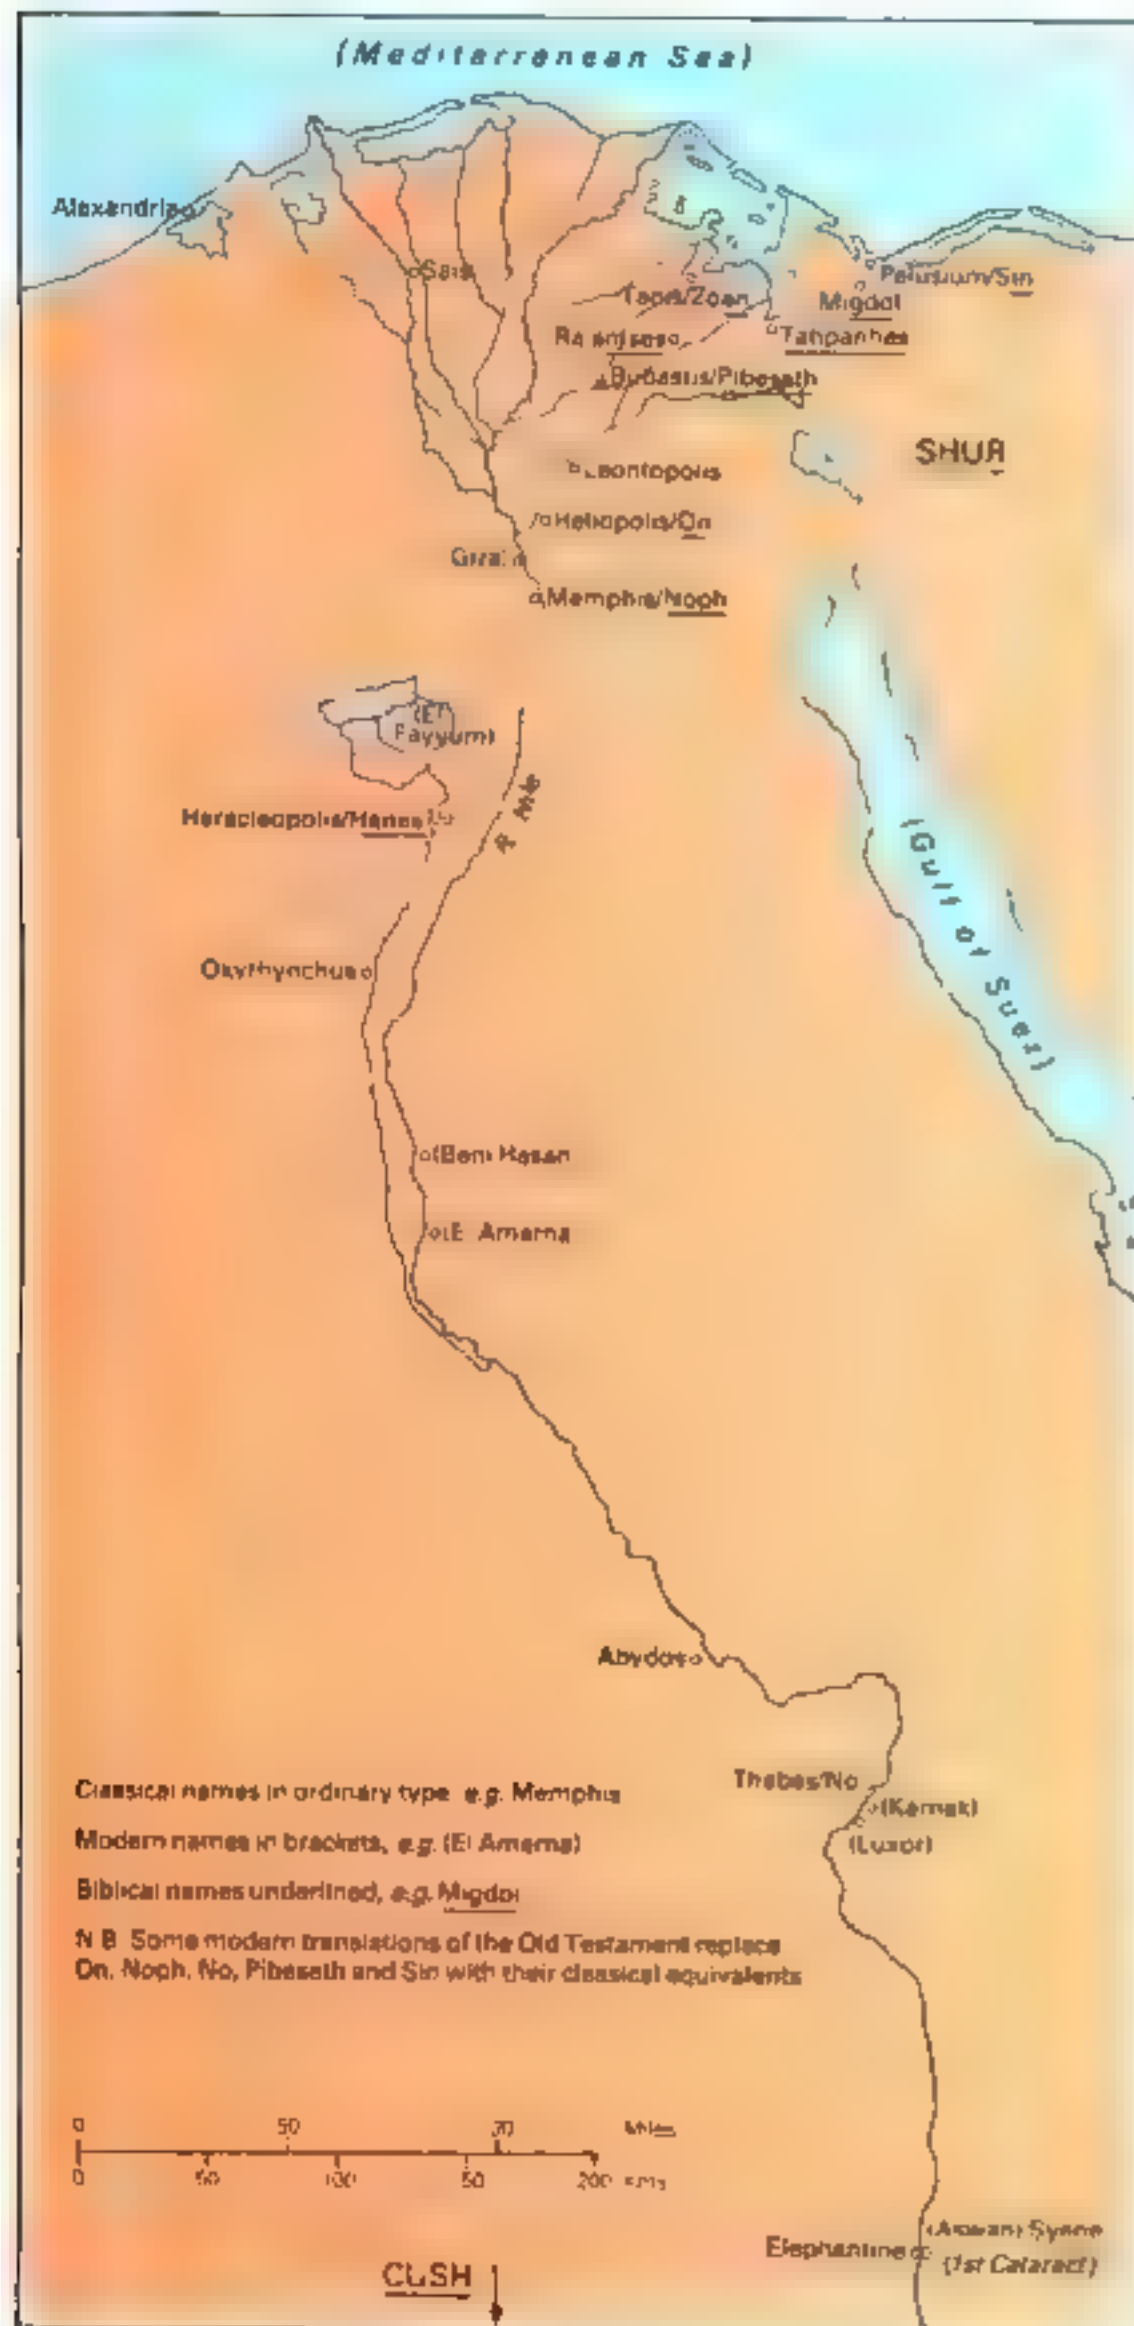 (Mediterranean Sea)
Alexandria
Sais
Pelusium/Sin
Tanis/Zoan
Migdol
Tahpanhes
Bubastus/Pibeseth
SHUR
Leontopolis
Heliopolis/On
Giza
Memphis/Noph
(El Fayyum)
Heracleopolis/Hanes
R Nile
(Gulf of Suez)
Oxyrhynchus
(Beni Hasan
(El Amarna
Abydos
Thebes/No
(Karnak)
(Luxor)
Classical names in ordinary type e.g. Memphis
Modern names in brackets, e.g. (El Amarna)
Biblical names underlined, e.g. Migdol
N B Some modern translations of the Old Testament replace
On, Noph, No, Pibeseth and Sin with their classical equivalents
0 50 Miles
0 50 100 200 Kms
(Aswan) Syene
Elephantine
(1st Cataract)
CUSH